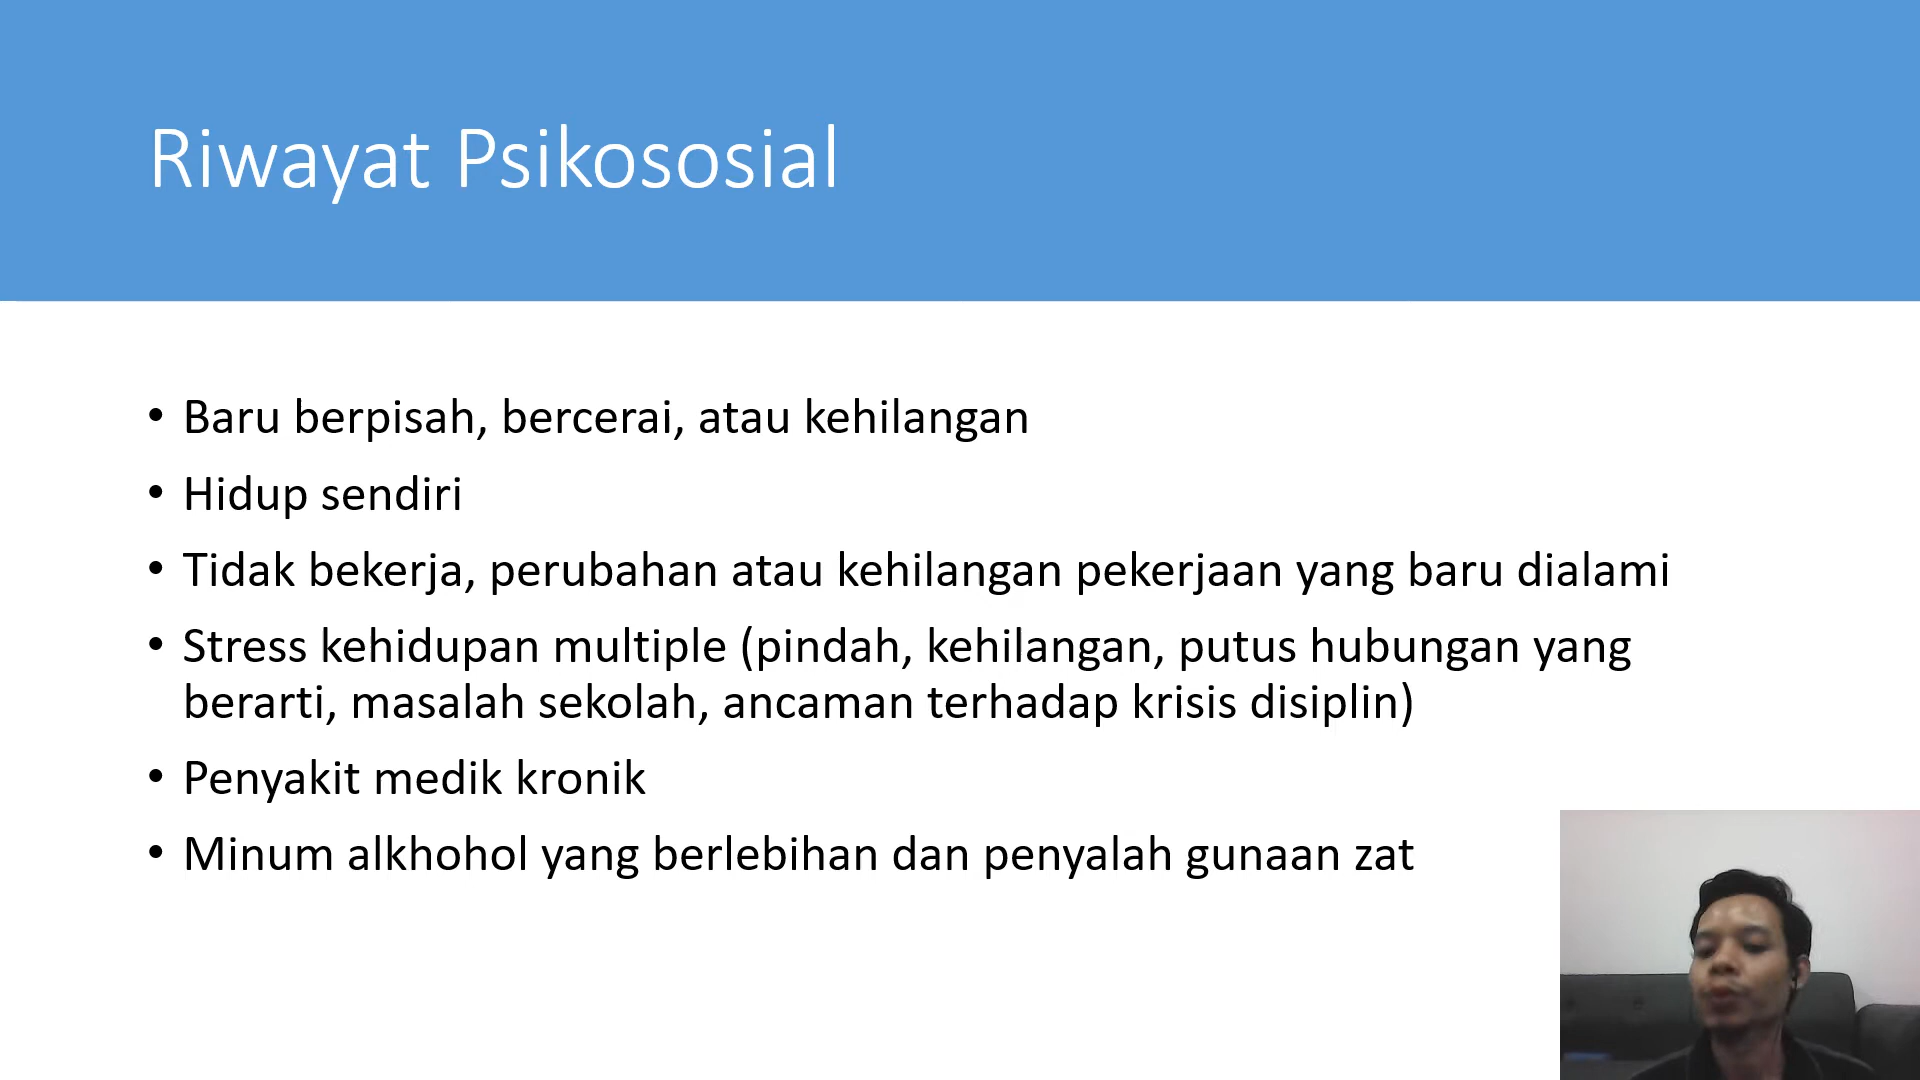 Riwayat Psikososial
• Baru berpisah, bercerai, atau kehilangan
• Hidup sendiri
• Tidak bekerja, perubahan atau kehilangan pekerjaan yang baru dialami
• Stress kehidupan multiple (pindah, kehilangan, putus hubungan yang
berarti, masalah sekolah, ancaman terhadap krisis disiplin)
• Penyakit medik kronik
• Minum alkhohol yang berlebihan dan penyalah gunaan zat